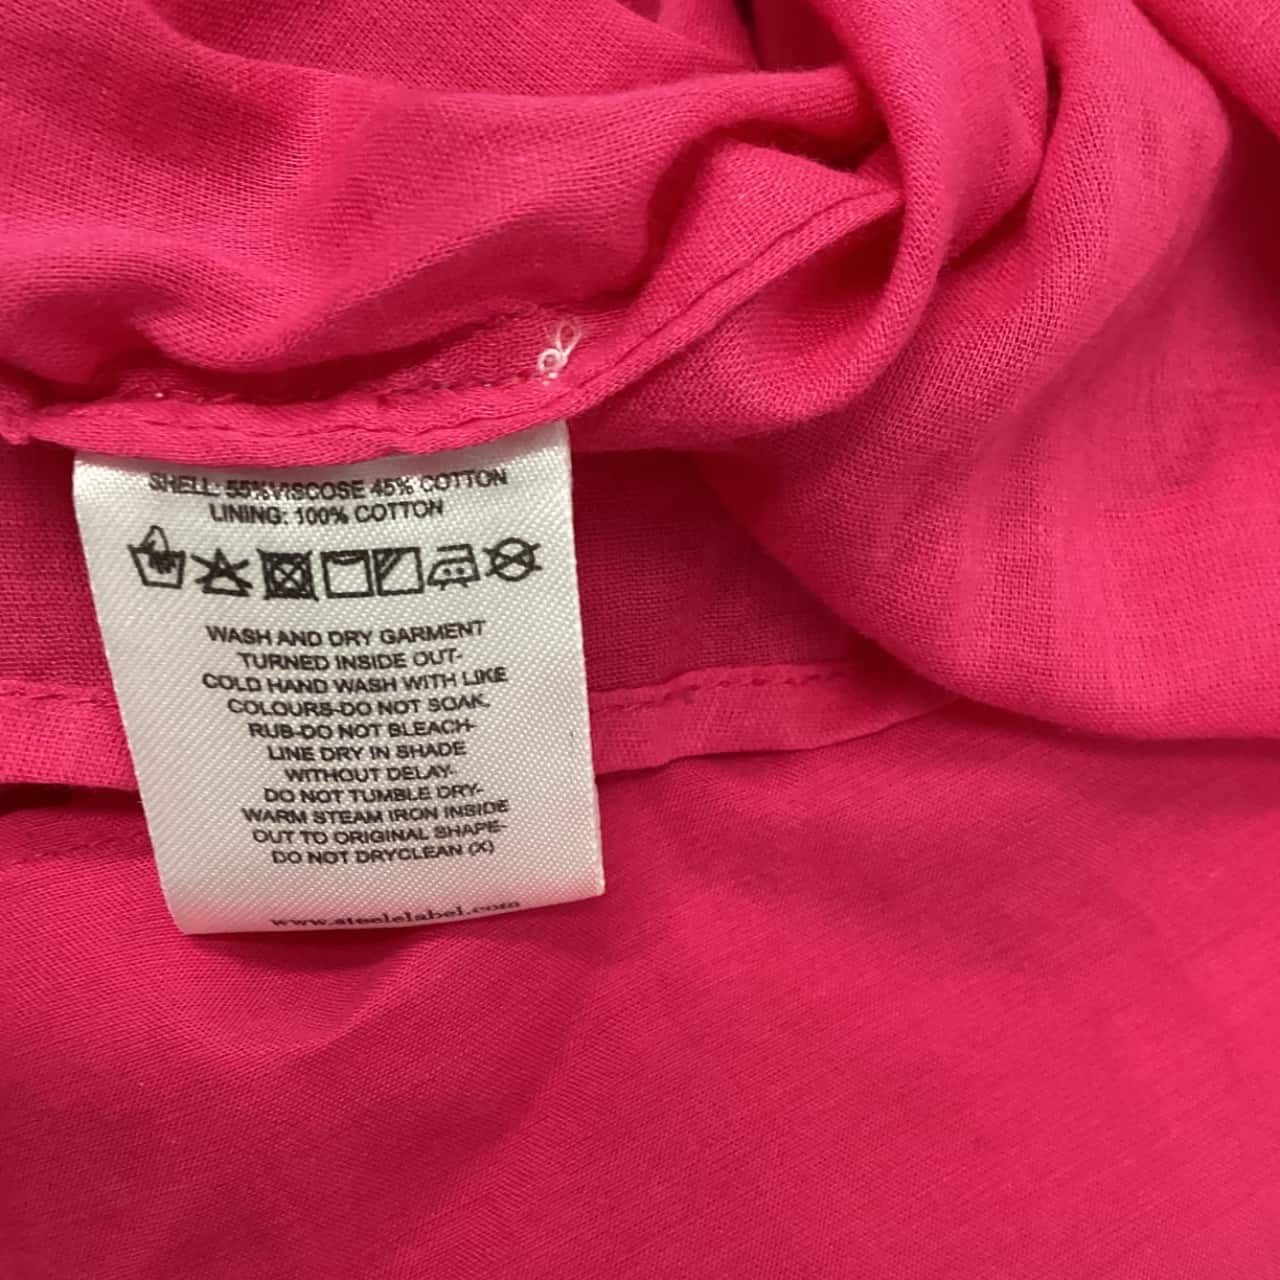 SHELL: 55%VISCOSE 45% COTTON
LINING: 100% COTTON
WASH AND DRY GARMENT
TURNED INSIDE OUT-
COLD HAND WASH WITH LIKE
COLOURS-DO NOT SOAK,
RUB-DO NOT BLEACH-
LINE DRY IN SHADE
WITHOUT DELAY-
DO NOT TUMBLE DRY-
WARM STEAM IRON INSIDE
OUT TO ORIGINAL SHAPE-
DO NOT DRYCLEAN (X)
www.steelelabel.com